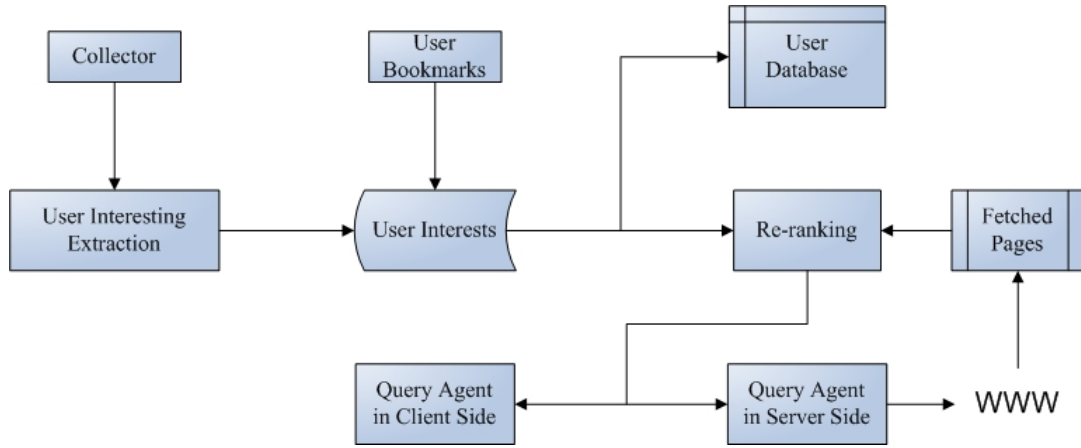 Collector
User
Bookmarks
User
Database
User Interesting
Extraction
User Interests
Re-ranking
Fetched
Pages
Query Agent
in Client Side
Query Agent
in Server Side
WWW